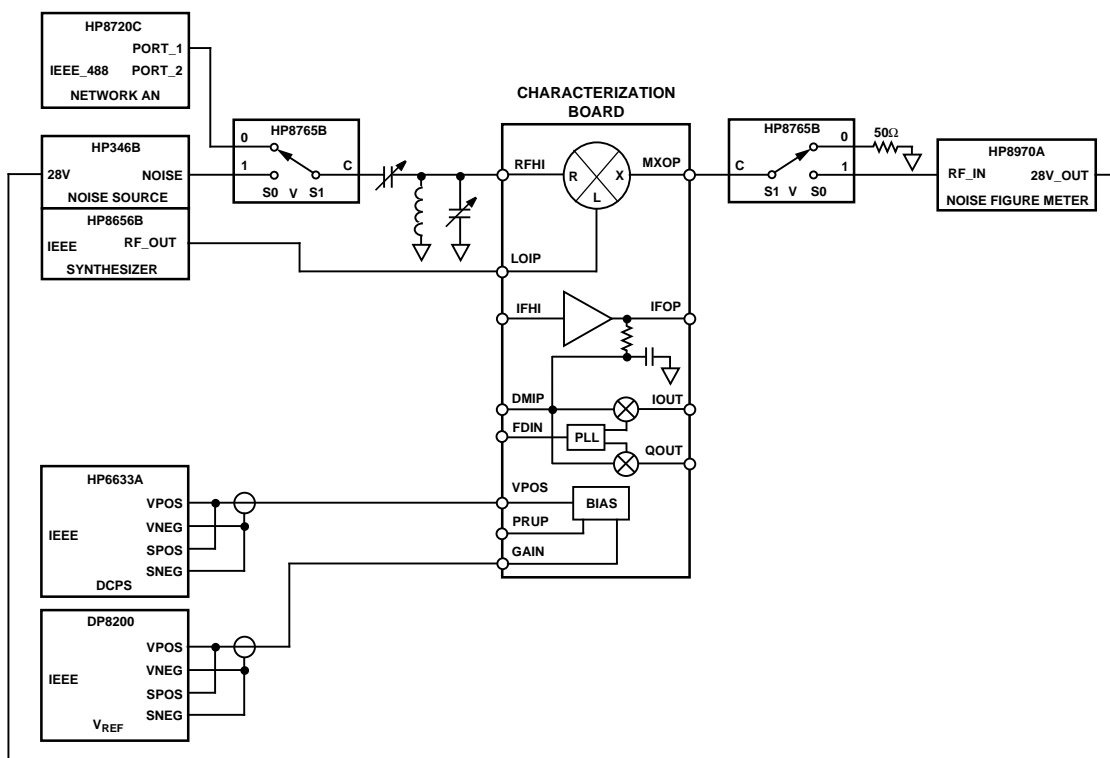 HP8720C
PORT_1
IEEE_488 PORT_2
NETWORK AN
HP346B
28V NOISE
NOISE SOURCE
HP8656B
IEEE RF_OUT
SYNTHESIZER
HP8765B
0
1 C
S0 V S1
CHARACTERIZATION
BOARD
RFHI R X MXOP
L
LOIP
IFHI IFOP
DMIP IOUT
FDIN PLL
QOUT
VPOS BIAS
PRUP
GAIN
HP8765B
0 50Ω
C 1
S1 V S0
HP8970A
RF_IN 28V_OUT
NOISE FIGURE METER
HP6633A
VPOS
IEEE VNEG
SPOS
SNEG
DCPS
DP8200
VPOS
VNEG
IEEE
SPOS
SNEG
VREF